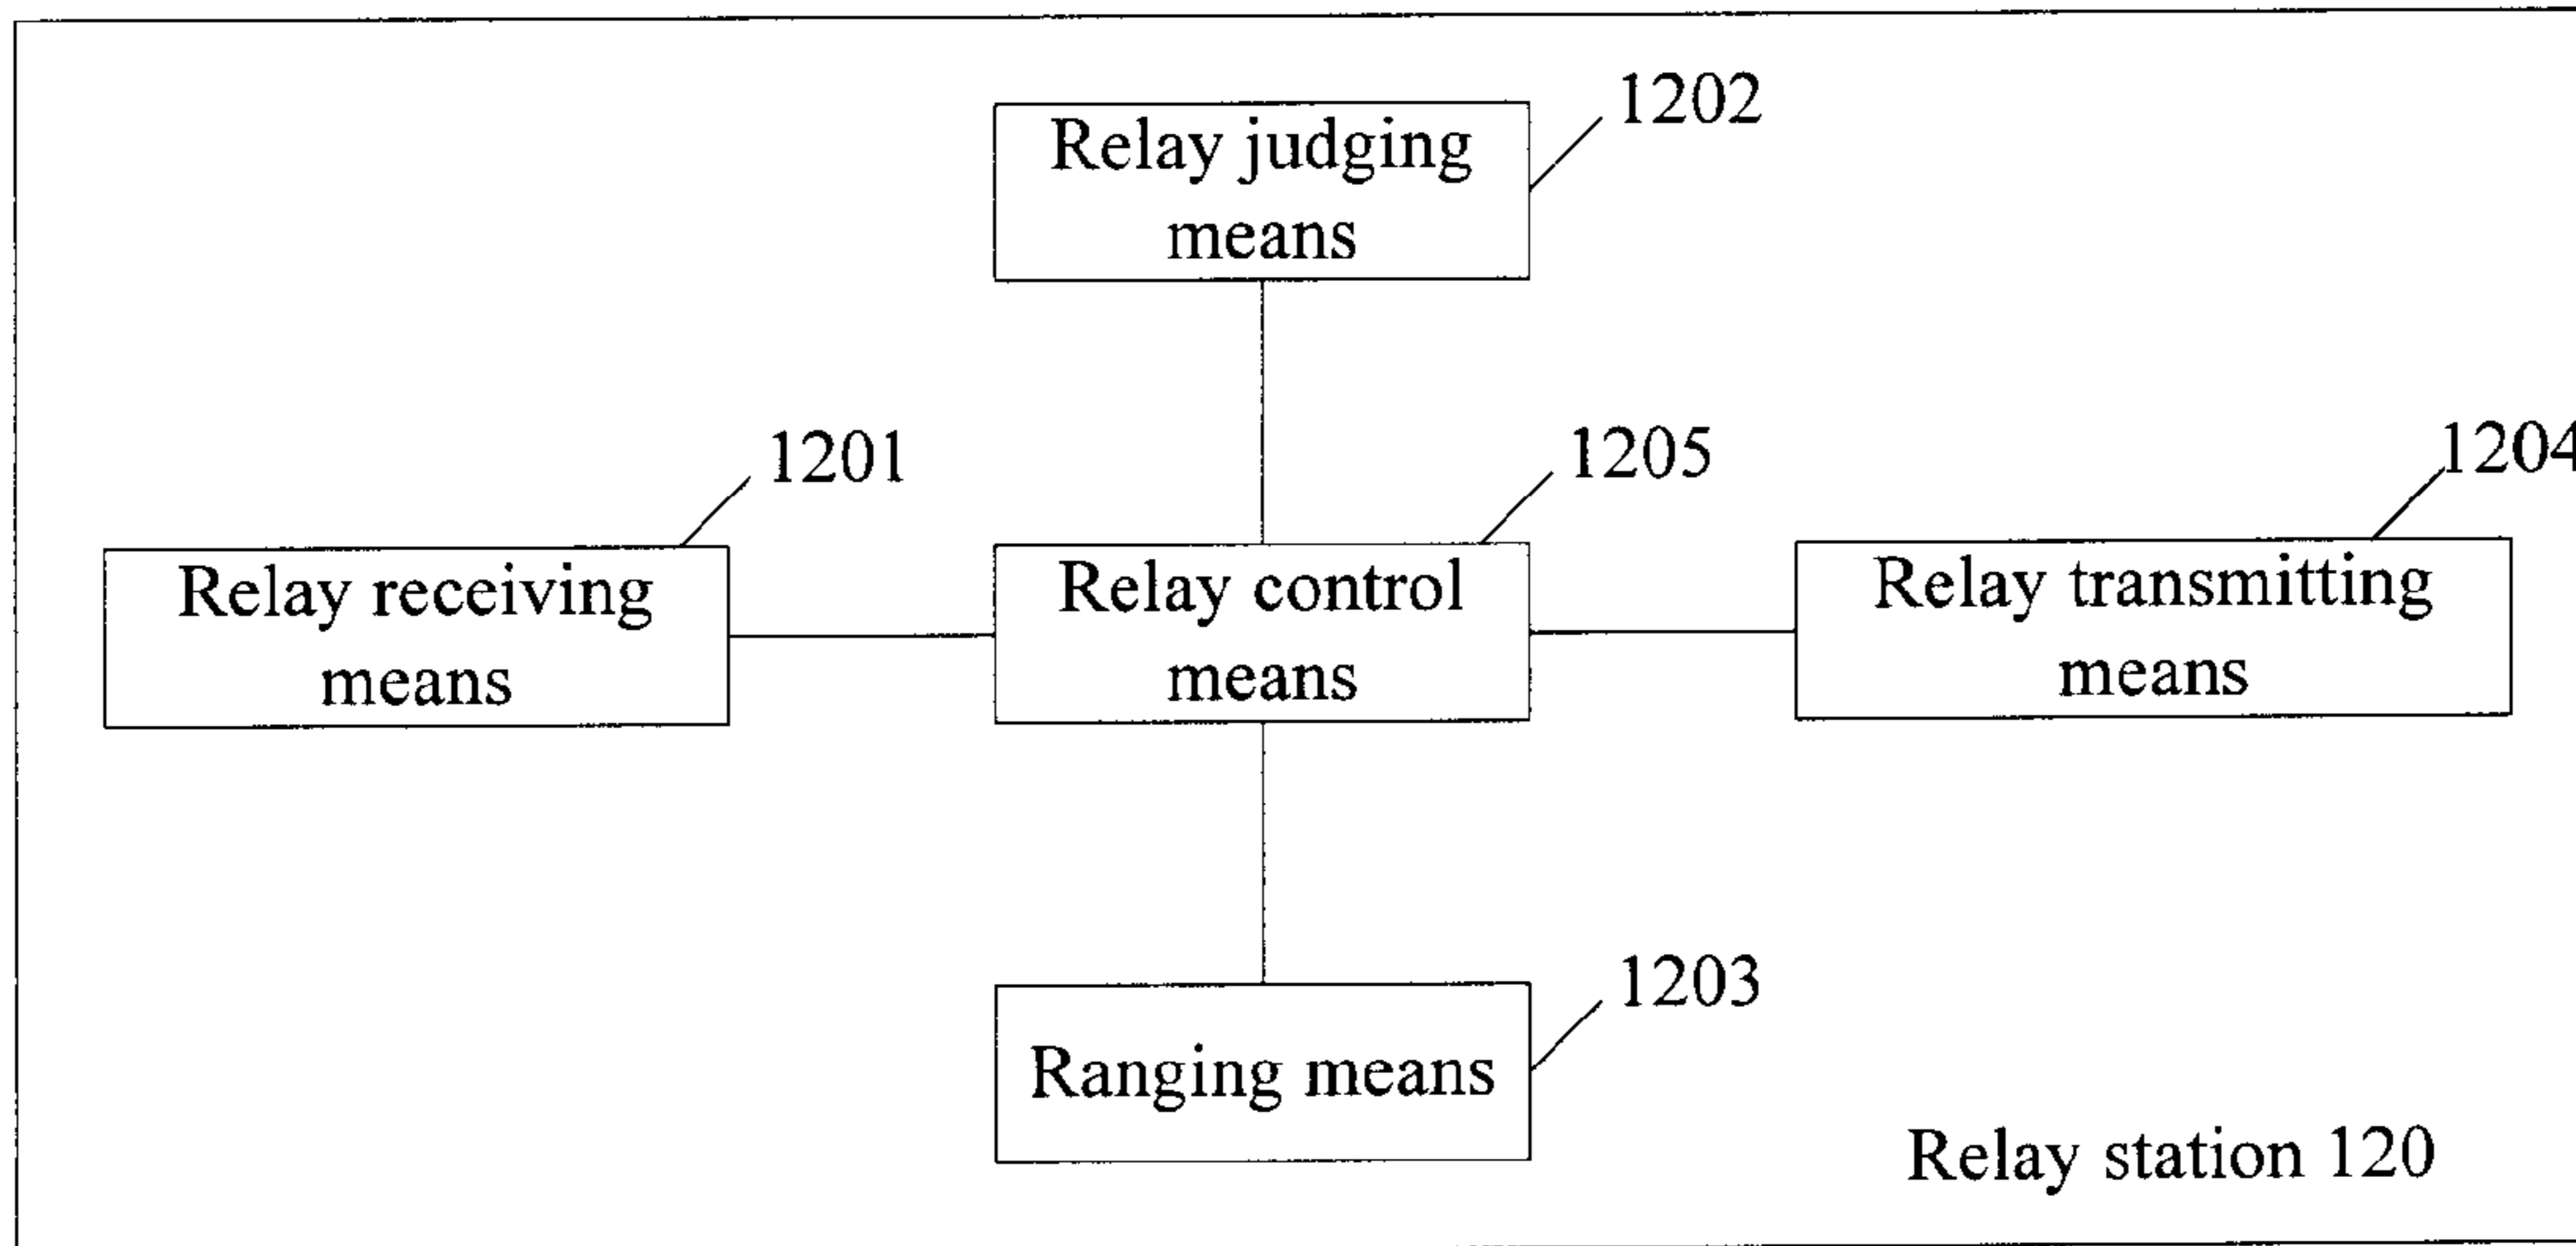 1202
Relay judging
means
1201
1205
1204
Relay receiving
means
Relay control
means
Relay transmitting
means
1203
Ranging means
Relay station 120